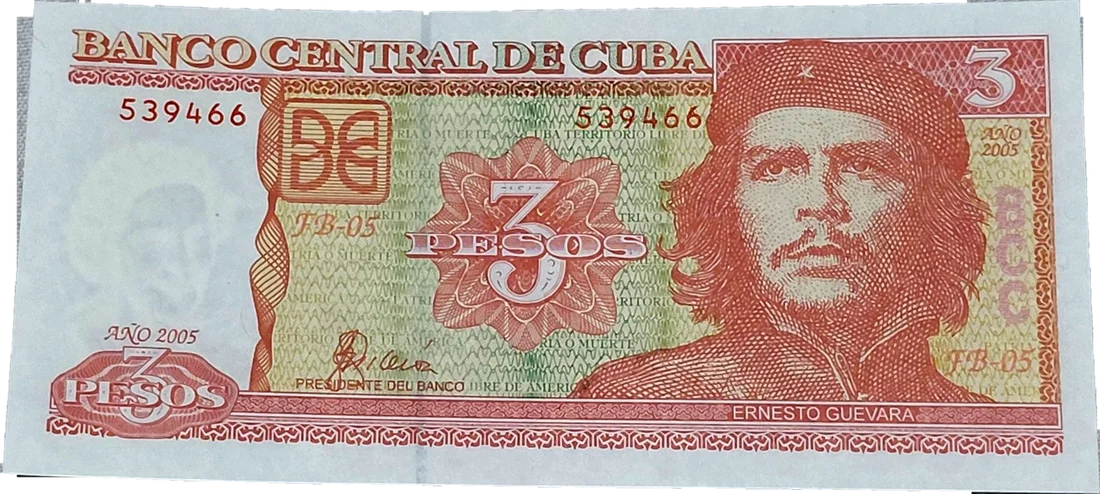 BANCO CENTRAL DE CUBA
3
539466
539466
AÑO
2005
FB-05
3
PESOS
BCC
AÑO 2005
3
PESOS
PRESIDENTE DEL BANCO
FB-05
ERNESTO GUEVARA